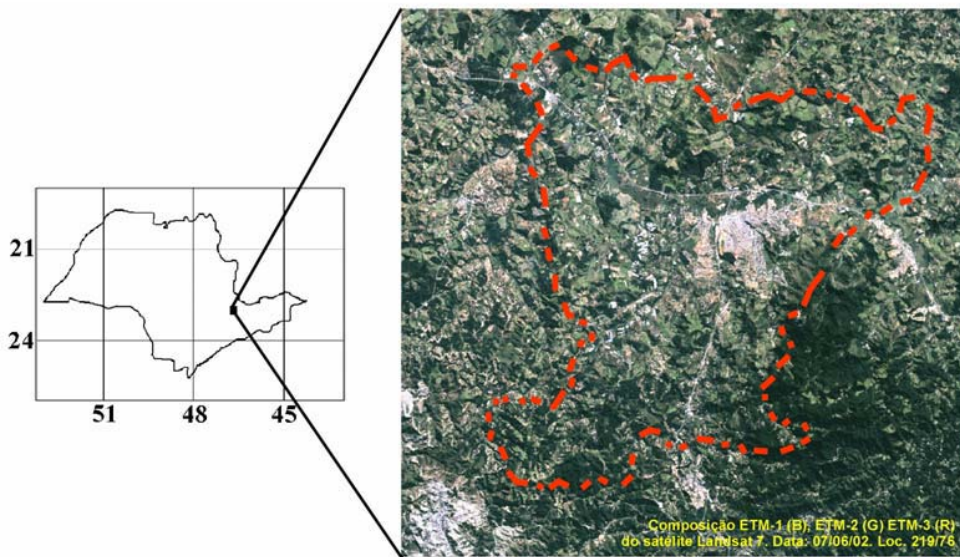 21
24
51 48 45
Composição ETM-1 (B), ETM-2 (G) ETM-3 (R)
do satélite Landsat 7. Data: 07/06/02. Loc. 219/76